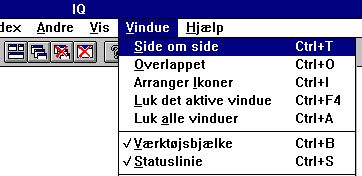 IQ
dex Andre Vis Vindue Hjælp
Side om side Ctrl+T
Overlappet Ctrl+O
Arranger Ikoner Ctrl+I
Luk det aktive vindue Ctrl+F4
Luk alle vinduer Ctrl+A
✓Værktøjsbjælke Ctrl+B
✓Statuslinie Ctrl+S